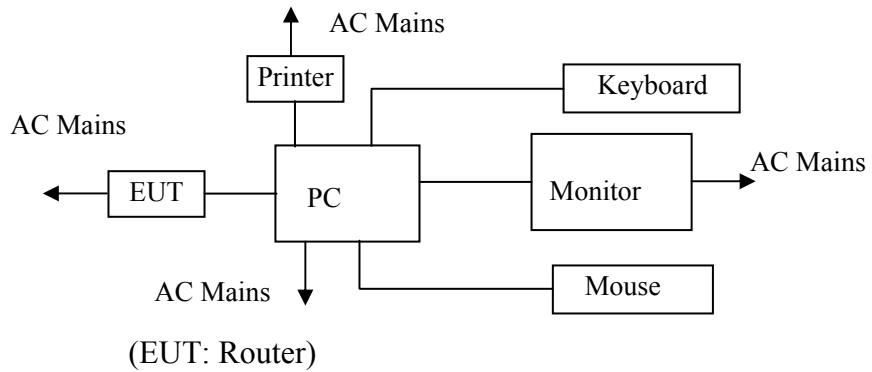 AC Mains
Printer
Keyboard
AC Mains
AC Mains
EUT
PC
Monitor
AC Mains
Mouse
(EUT: Router)